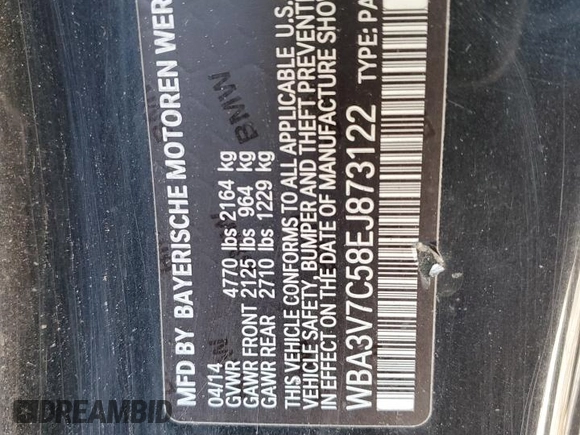 MFD BY BAYERISCHE MOTOREN WER
04/14
GVWR 4770 lbs 2164 kg
GAWR FRONT 2125 lbs 964 kg
GAWR REAR 2710 lbs 1229 kg
THIS VEHICLE CONFORMS TO ALL APPLICABLE U.S.
VEHICLE SAFETY, BUMPER AND THEFT PREVENTI
IN EFFECT ON THE DATE OF MANUFACTURE SHO
WBA3V7C58EJ873122 TYPE: PA
BMW
DREAMBID